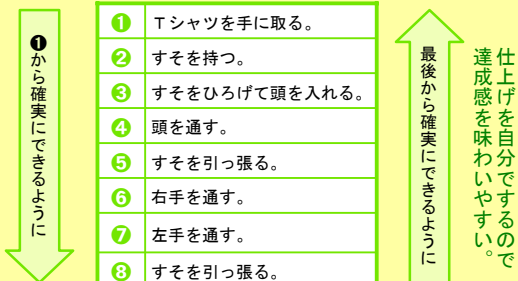 ❶から確実にできるように
❶ Tシャツを手に取る。
❷ すそを持つ。
❸ すそをひろげて頭を入れる。
❹ 頭を通す。
❺ すそを引っ張る。
❻ 右手を通す。
❼ 左手を通す。
❽ すそを引っ張る。
最後から確実にできるように
仕上げを自分でするので
達成感を味わいやすい。